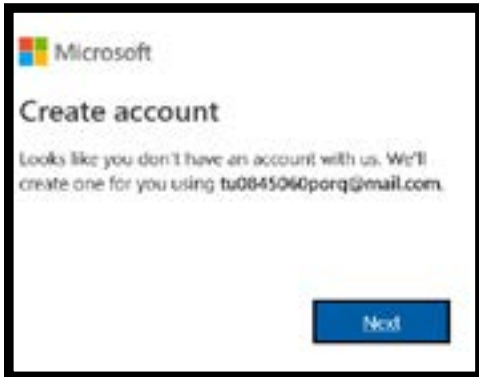 Microsoft
Create account
Looks like you don't have an account with us. We'll
create one for you using tu0845060porq@mail.com.
Next